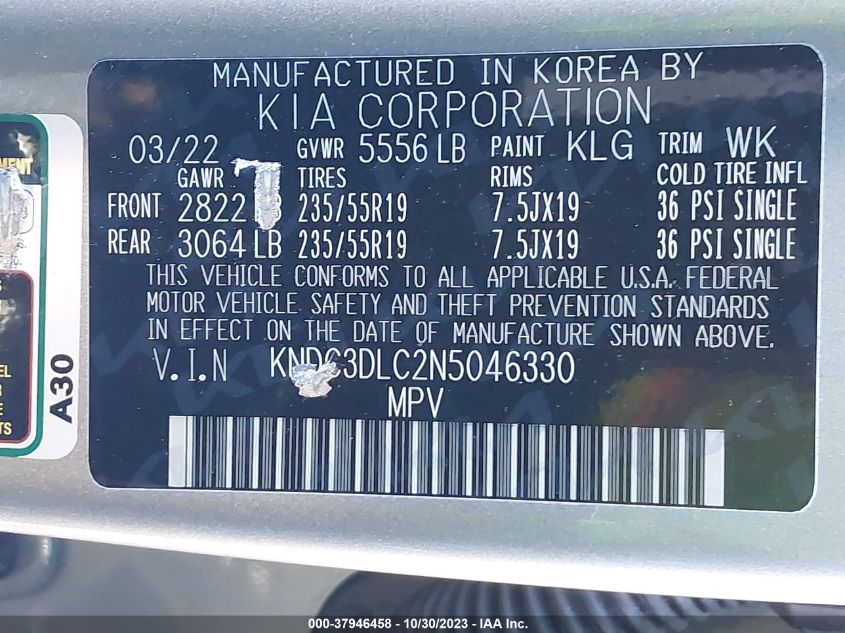 MANUFACTURED IN KOREA BY
KIA CORPORATION
03/22 GVWR 5556 LB PAINT KLG TRIM WK
GAWR TIRES RIMS COLD TIRE INFL
FRONT 2822 235/55R19 7.5JX19 36 PSI SINGLE
REAR 3064 LB 235/55R19 7.5JX19 36 PSI SINGLE
THIS VEHICLE CONFORMS TO ALL APPLICABLE U.S.A. FEDERAL
MOTOR VEHICLE SAFETY AND THEFT PREVENTION STANDARDS
IN EFFECT ON THE DATE OF MANUFACTURE SHOWN ABOVE.
V.I.N KNDC3DLC2N5046330
MPV
A30
000-37946458 - 10/30/2023 - IAA Inc.